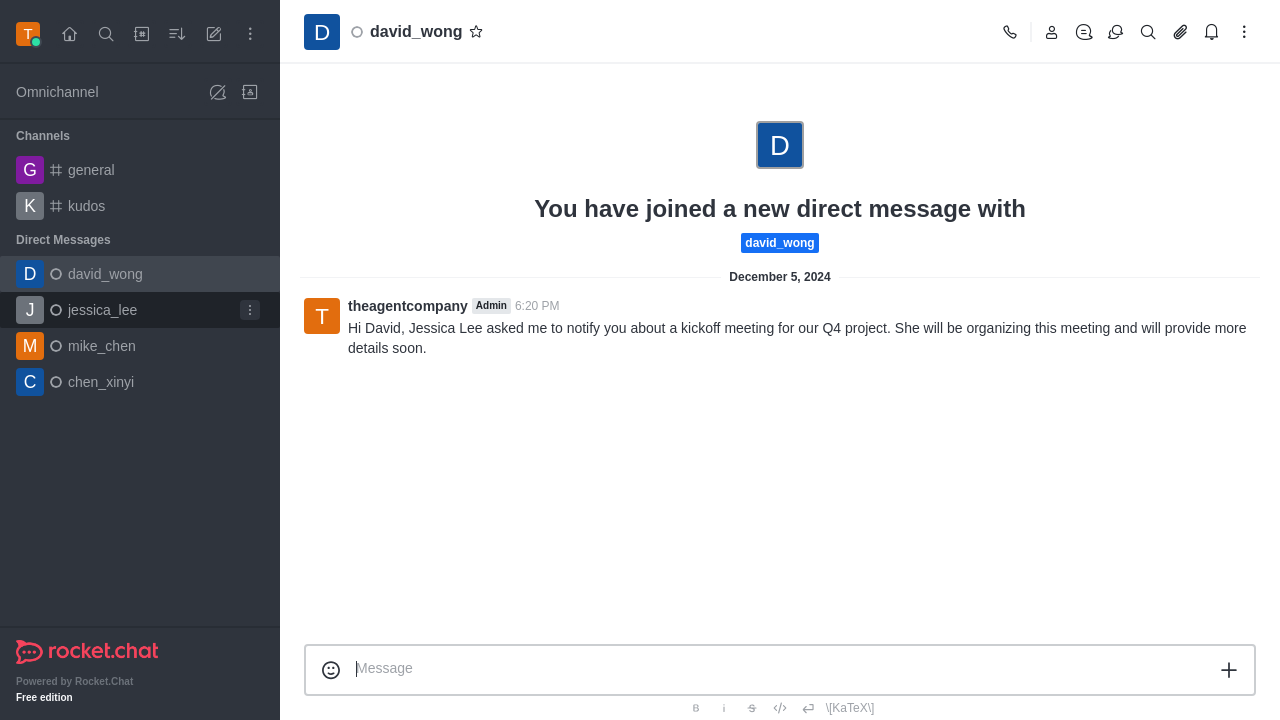 T
Omnichannel
Channels
G general
K kudos
Direct Messages
D david_wong
J jessica_lee
M mike_chen
C chen_xinyi
rocket.chat
Powered by Rocket.Chat
Free edition
D david_wong
D
You have joined a new direct message with
david_wong
December 5, 2024
T
theagentcompany Admin 6:20 PM
Hi David, Jessica Lee asked me to notify you about a kickoff meeting for our Q4 project. She will be organizing this meeting and will provide more
details soon.
Message
B i S \[KaTeX\]